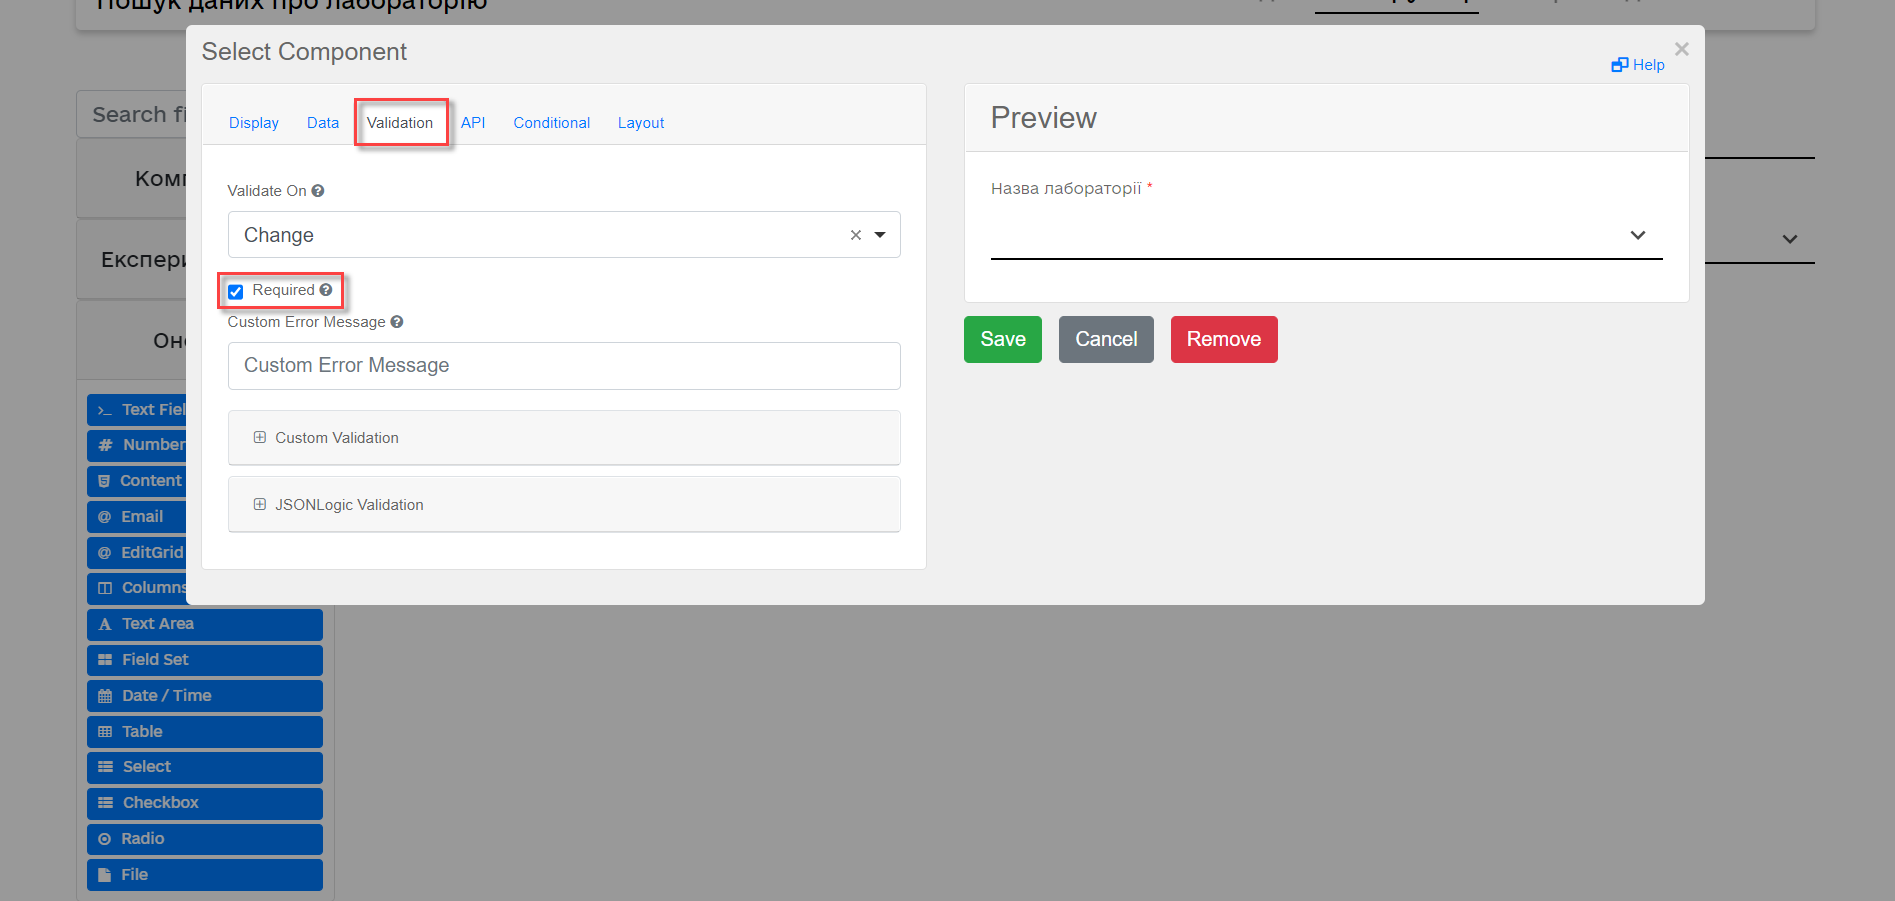 Пошук даних про лабораторію
Select Component
Help
Search fi
Комп
Експери
Оно
Text Fiel
Number
Content
Email
EditGrid
Columns
Text Area
Field Set
Date / Time
Table
Select
Checkbox
Radio
File
Display
Data
Validation
API
Conditional
Layout
Validate On
Change
Required
Custom Error Message
Custom Error Message
Custom Validation
JSONLogic Validation
Preview
Назва лабораторії *
Save
Cancel
Remove